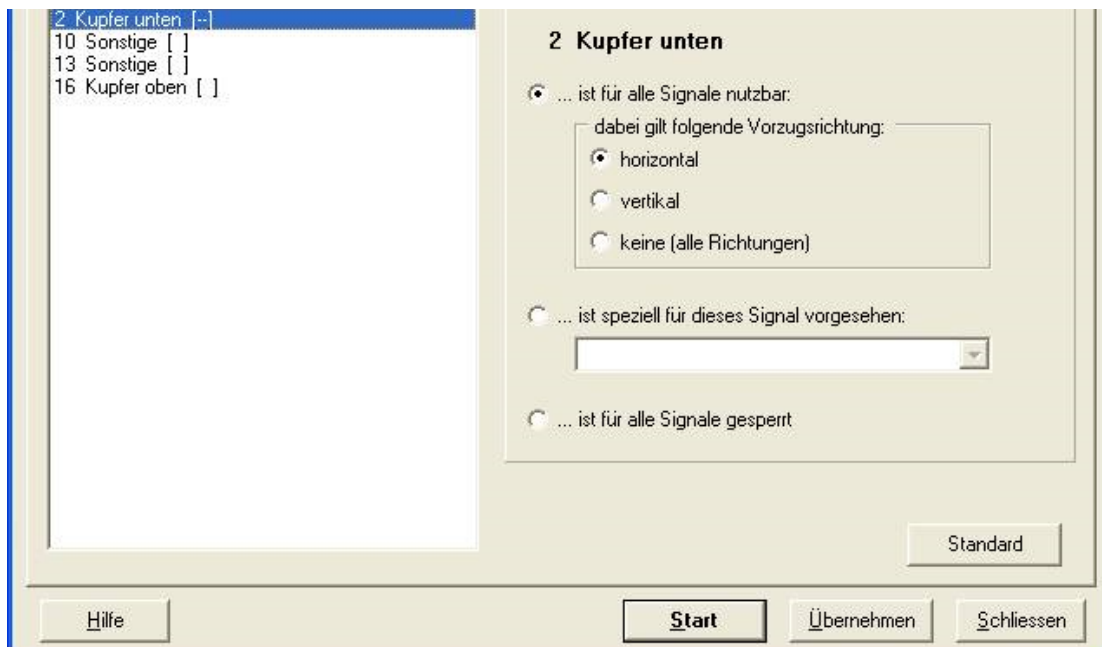 2 Kupfer unten [--]
10 Sonstige [ ]
13 Sonstige [ ]
16 Kupfer oben [ ]
2 Kupfer unten
... ist für alle Signale nutzbar:
dabei gilt folgende Vorzugsrichtung:
horizontal
vertikal
keine (alle Richtungen)
... ist speziell für dieses Signal vorgesehen:
... ist für alle Signale gesperrt
Standard
Hilfe
Start
Übernehmen
Schliessen